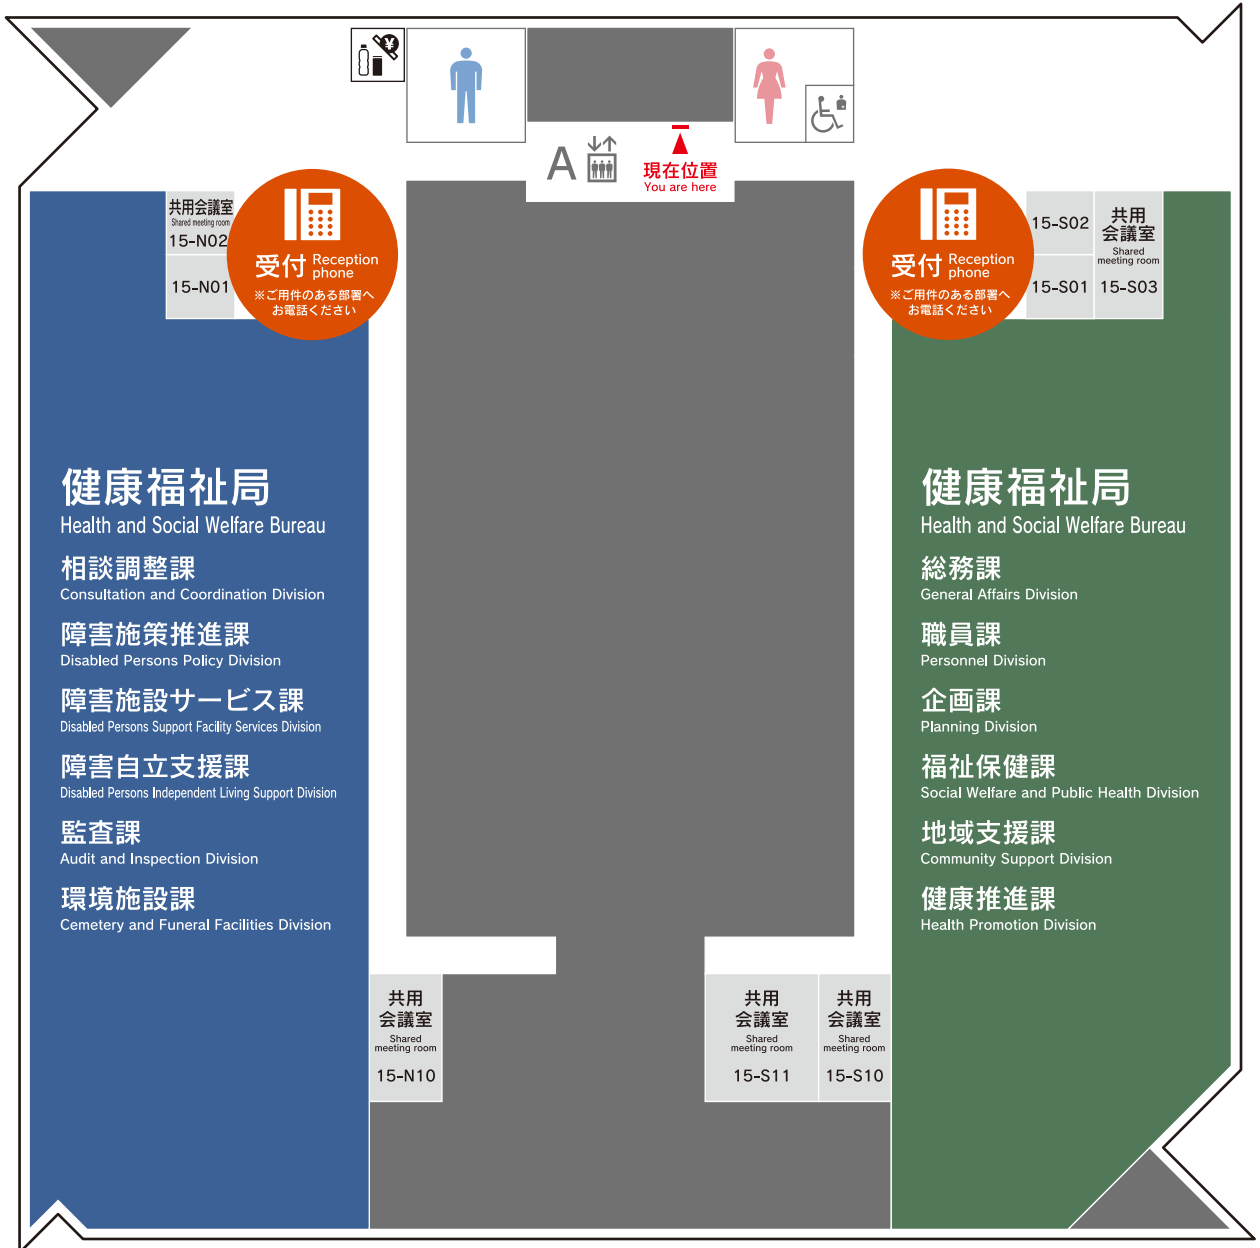 A
現在位置
You are here
共用会議室
Shared meeting room
15-N02
15-N01
受付 Reception phone
※ご用件のある部署へ
お電話ください
受付 Reception phone
※ご用件のある部署へ
お電話ください
15-S02
15-S01
共用
会議室
Shared
meeting room
15-S03
健康福祉局
Health and Social Welfare Bureau
相談調整課
Consultation and Coordination Division
障害施策推進課
Disabled Persons Policy Division
障害施設サービス課
Disabled Persons Support Facility Services Division
障害自立支援課
Disabled Persons Independent Living Support Division
監査課
Audit and Inspection Division
環境施設課
Cemetery and Funeral Facilities Division
健康福祉局
Health and Social Welfare Bureau
総務課
General Affairs Division
職員課
Personnel Division
企画課
Planning Division
福祉保健課
Social Welfare and Public Health Division
地域支援課
Community Support Division
健康推進課
Health Promotion Division
共用
会議室
Shared
meeting room
15-N10
共用
会議室
Shared
meeting room
15-S11
共用
会議室
Shared
meeting room
15-S10